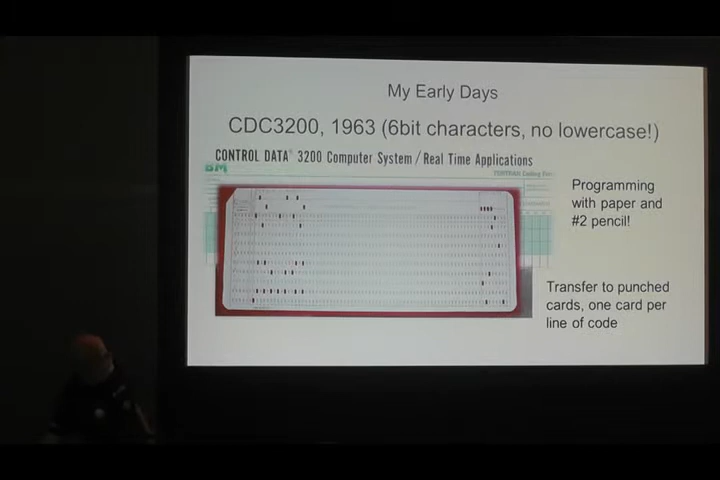 My Early Days
CDC3200, 1963 (6bit characters, no lowercase!)
CONTROL DATA® 3200 Computer System / Real Time Applications
FORTRAN Coding
Programming
with paper and
#2 pencil!
Transfer to punched
cards, one card per
line of code